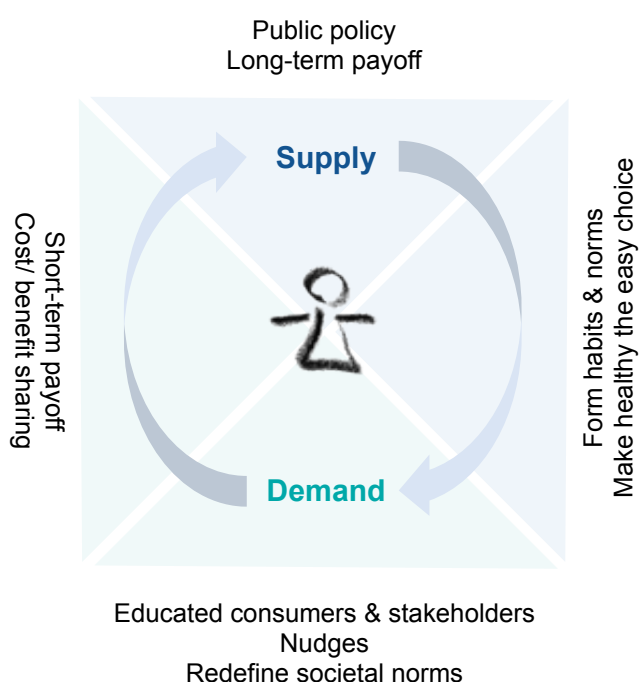 Public policy
Long-term payoff
Supply
Short-term payoff
Cost/ benefit sharing
Form habits & norms
Make healthy the easy choice
Demand
Educated consumers & stakeholders
Nudges
Redefine societal norms